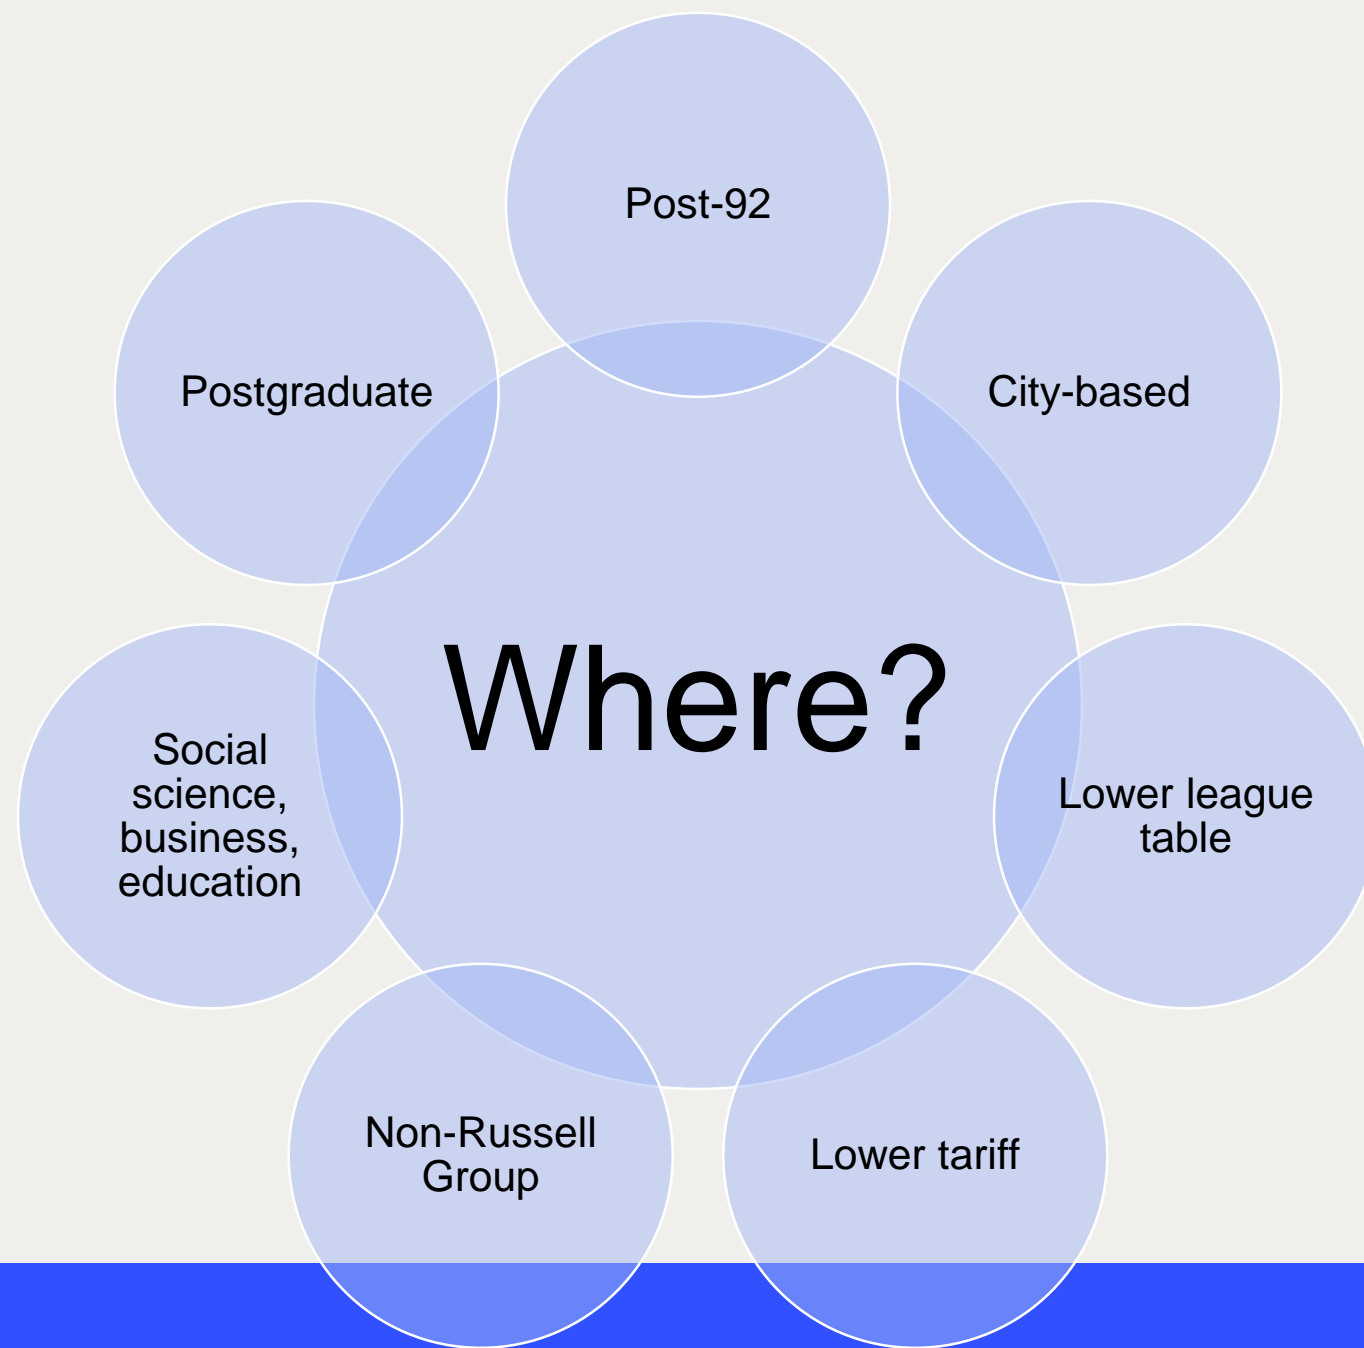 Where?
Post-92
City-based
Lower league
table
Lower tariff
Non-Russell
Group
Social
science,
business,
education
Postgraduate